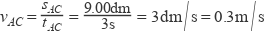 v_AC = s_AC / t_AC = 9.00dm / 3s = 3dm/s = 0.3m/s